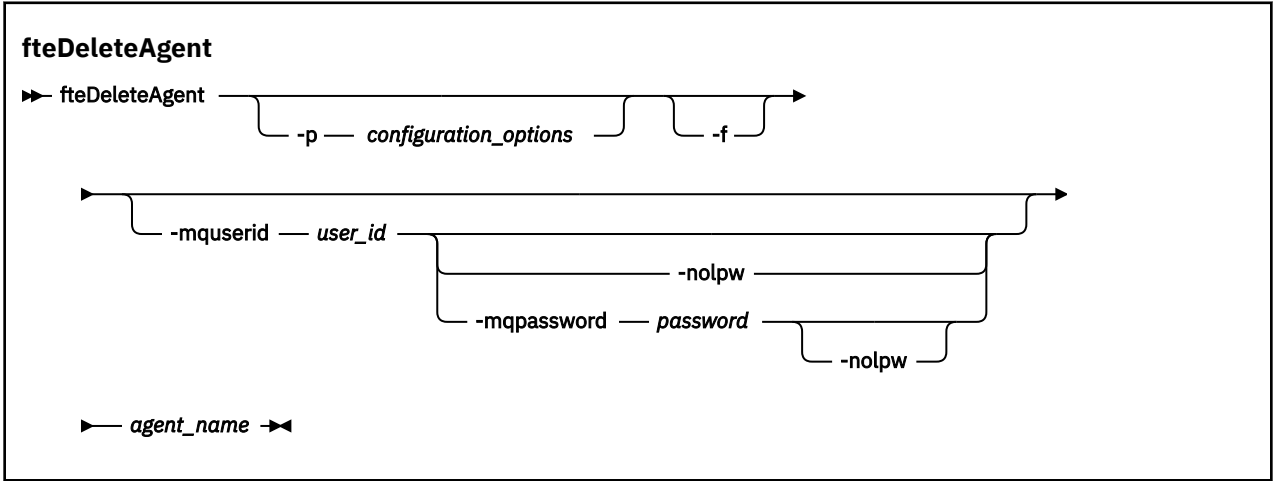 fteDeleteAgent
fteDeleteAgent
-p configuration_options -f
-mquserid user_id
-nolpw
-mqpassword password
-nolpw
agent_name